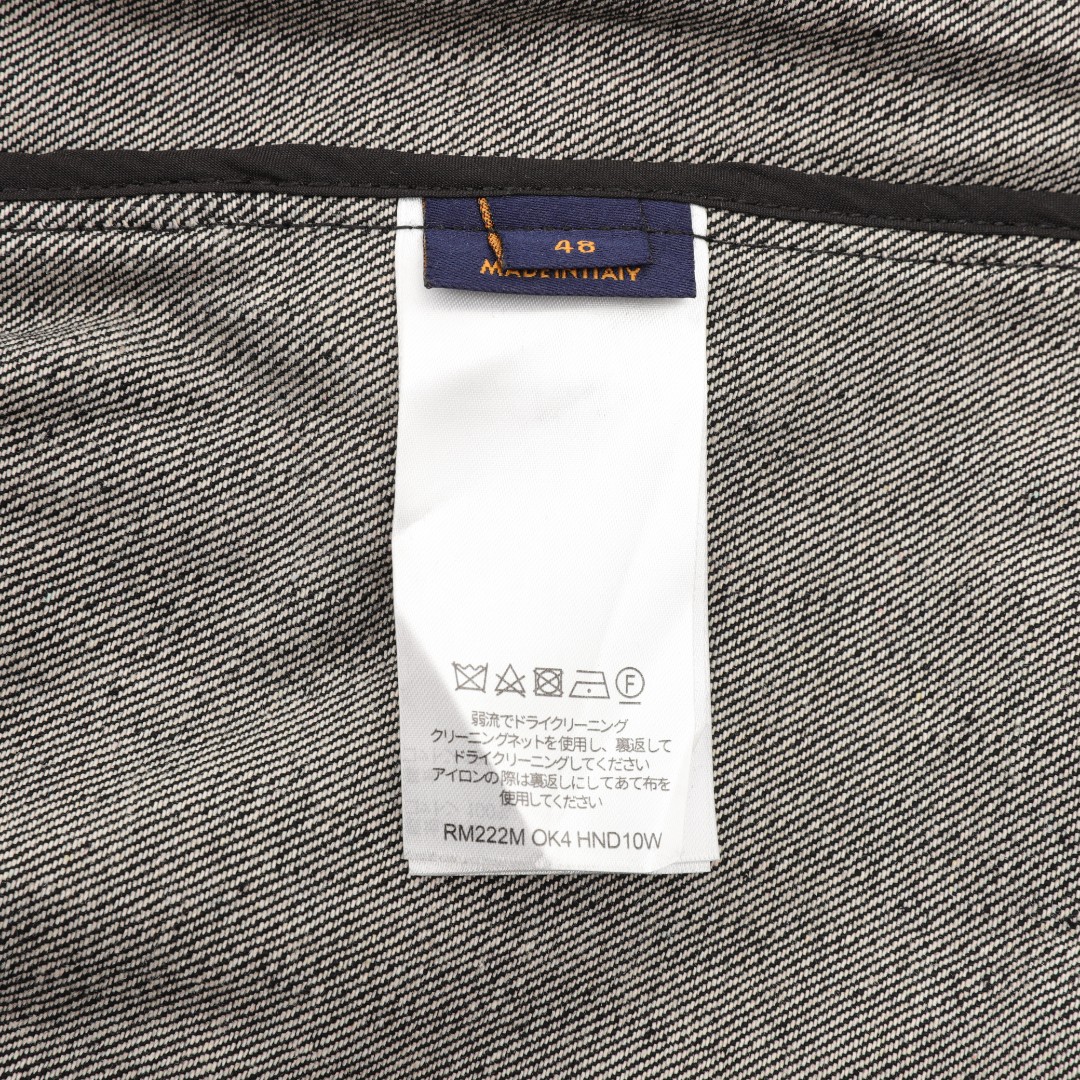 48
MADE IN ITALY
F
弱流でドライクリーニング
クリーニングネットを使用し、裏返して
ドライクリーニングしてください
アイロンの際は裏返しにしてあて布を
使用してください
RM222M OK4 HND10W